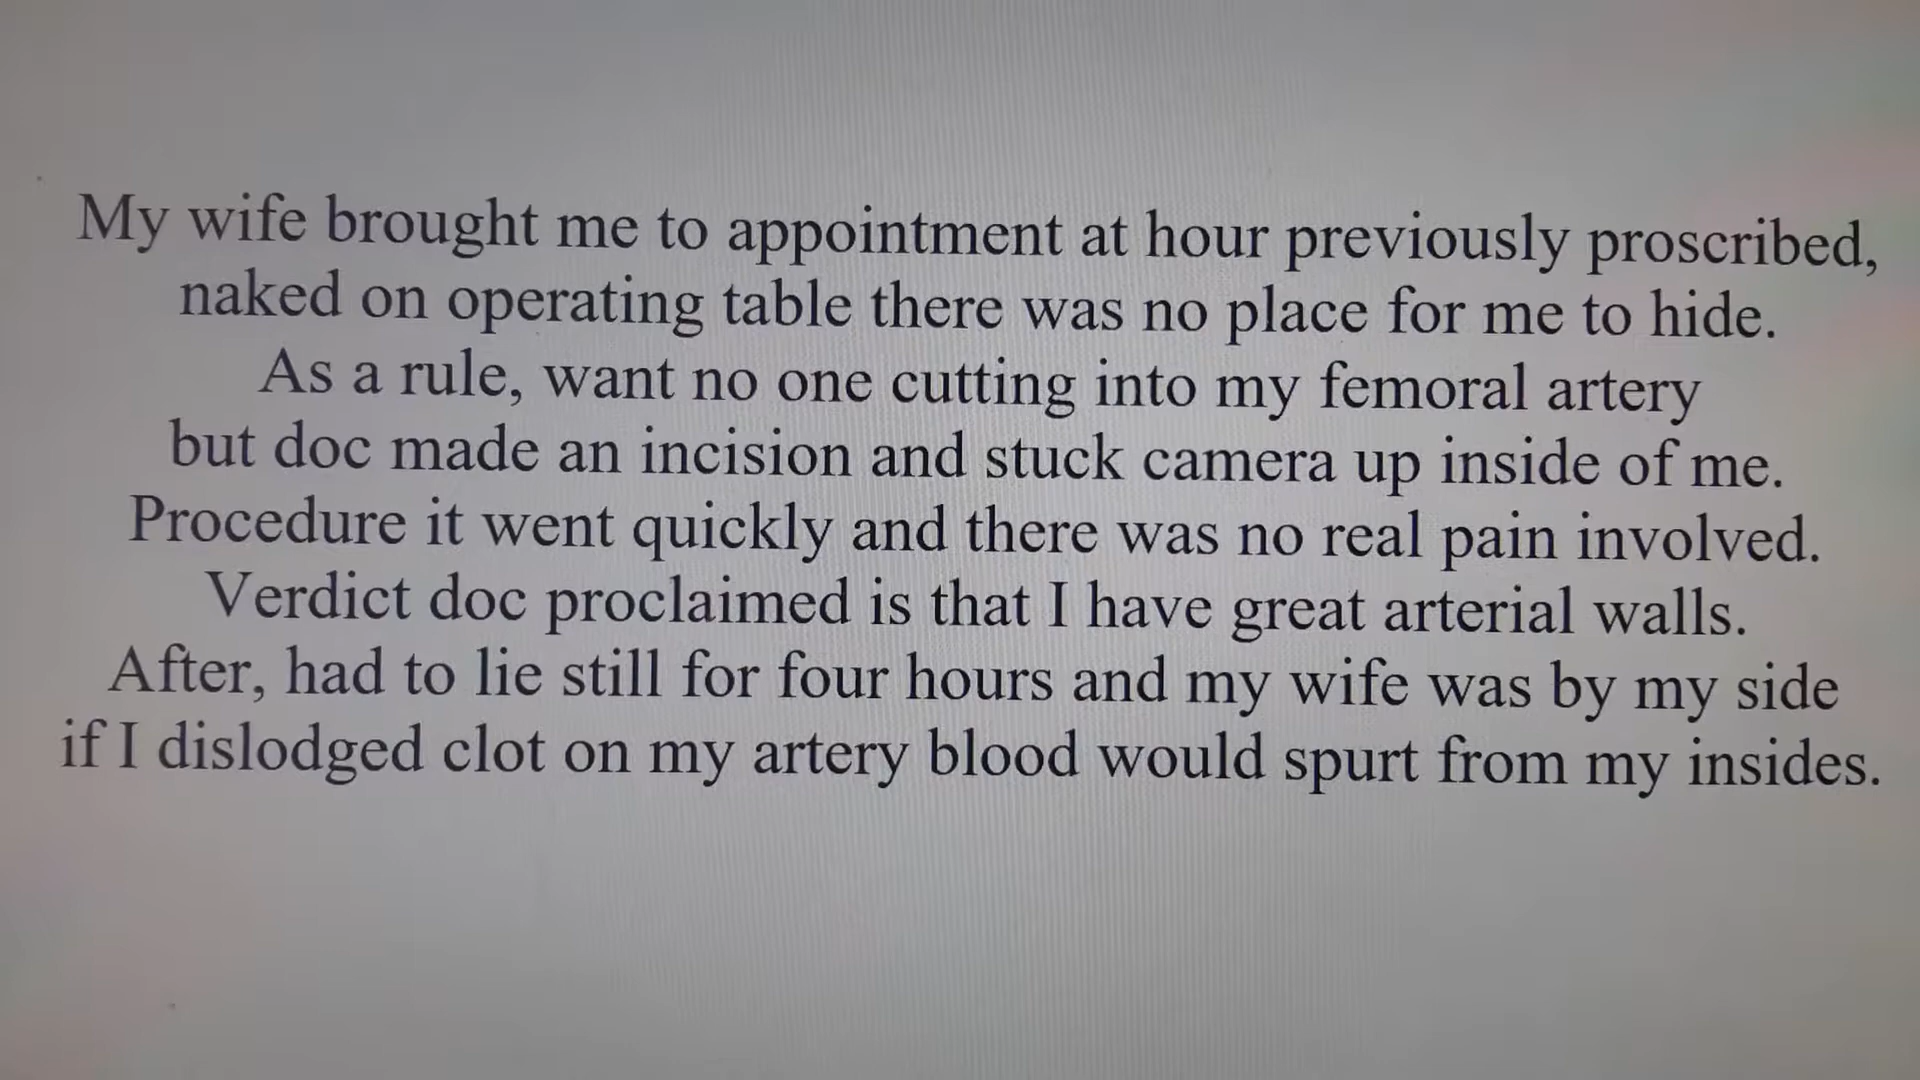 My wife brought me to appointment at hour previously proscribed,
naked on operating table there was no place for me to hide.
As a rule, want no one cutting into my femoral artery
but doc made an incision and stuck camera up inside of me.
Procedure it went quickly and there was no real pain involved.
Verdict doc proclaimed is that I have great arterial walls.
After, had to lie still for four hours and my wife was by my side
if I dislodged clot on my artery blood would spurt from my insides.